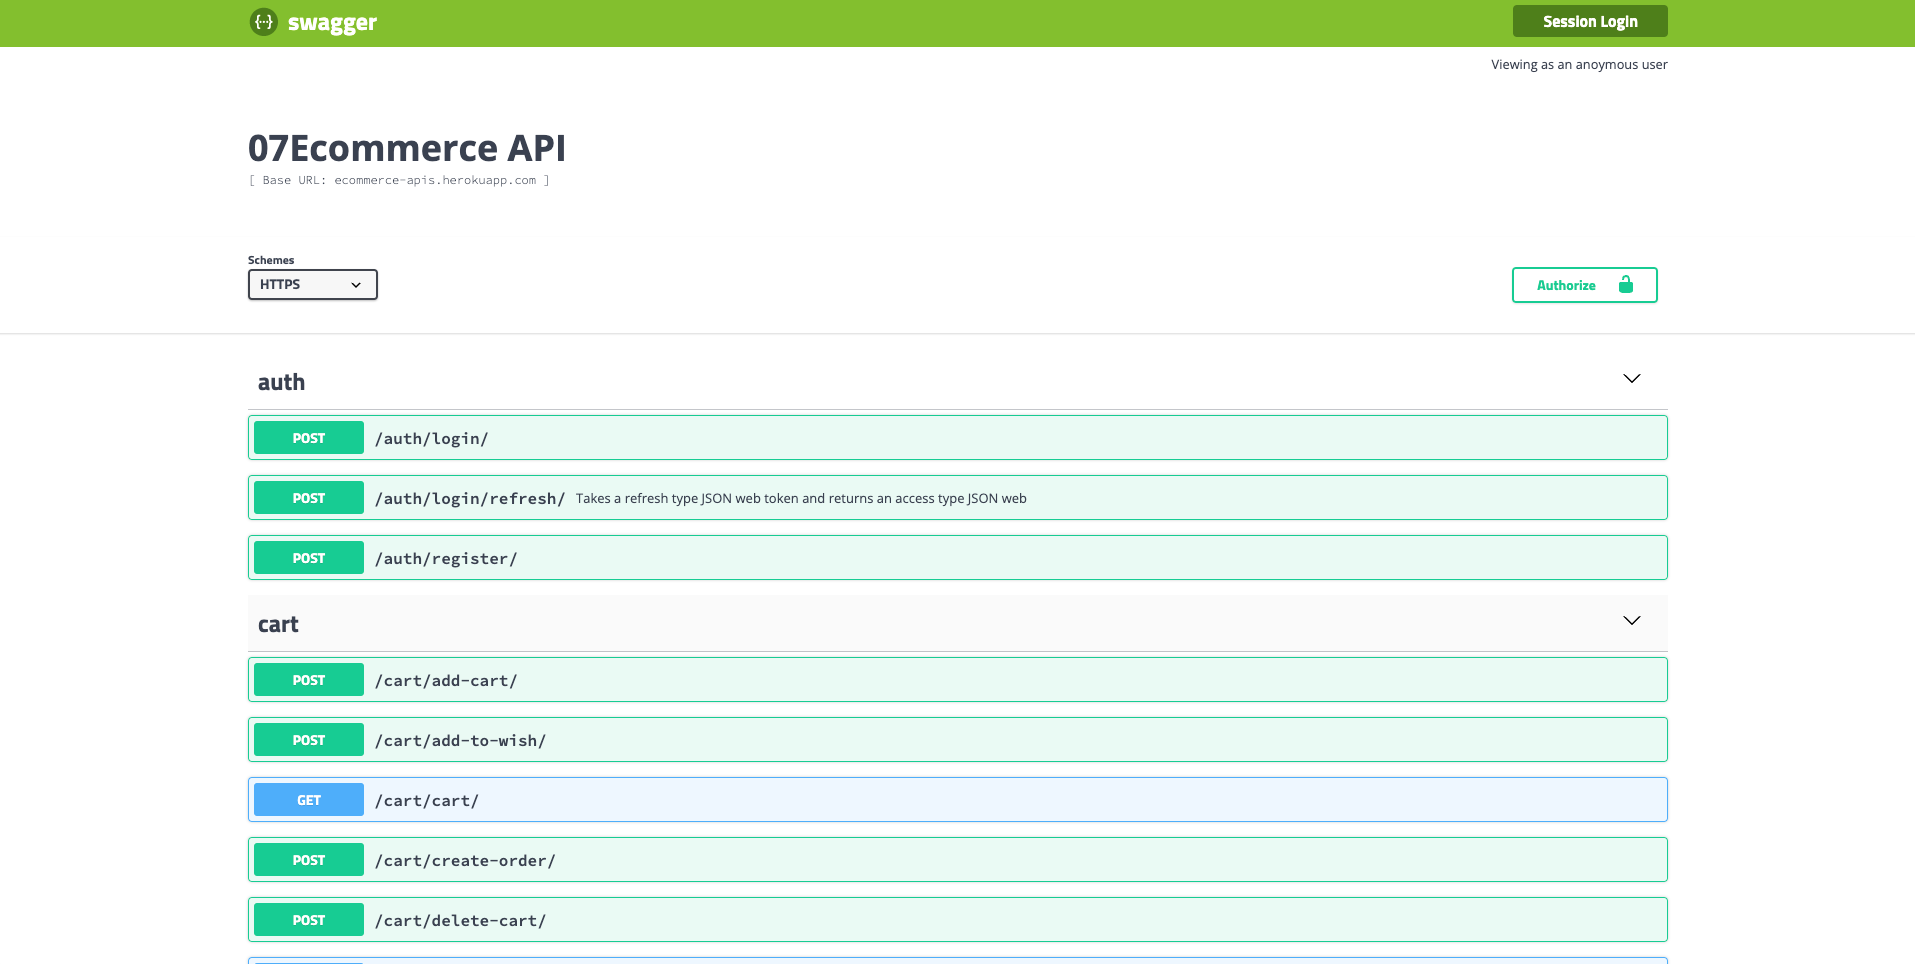 {···} swagger
Session Login
Viewing as an anoymous user
07Ecommerce API
[ Base URL: ecommerce-apis.herokuapp.com ]
Schemes
HTTPS
Authorize
auth
POST /auth/login/
POST /auth/login/refresh/ Takes a refresh type JSON web token and returns an access type JSON web
POST /auth/register/
cart
POST /cart/add-cart/
POST /cart/add-to-wish/
GET /cart/cart/
POST /cart/create-order/
POST /cart/delete-cart/